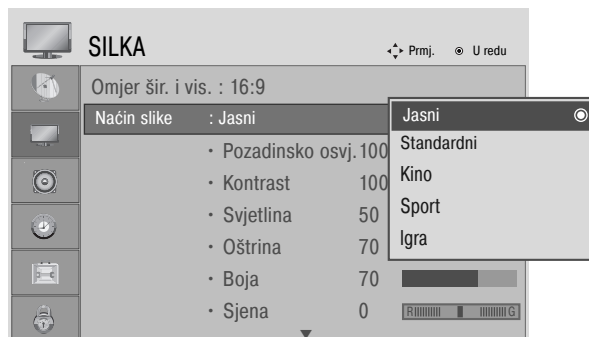 SILKA
Prmj. U redu
Omjer šir. i vis. : 16:9
Naćin slike : Jasni
• Pozadinsko osvj. 100
• Kontrast 100
• Svjetlina 50
• Oštrina 70
• Boja 70
• Sjena 0
R G
Jasni
Standardni
Kino
Sport
Igra